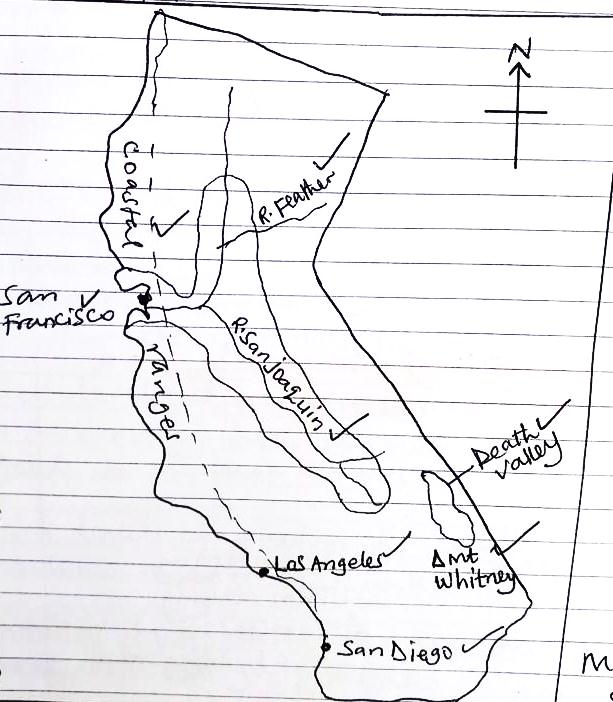 N
Coastal
R. Feather
San
Francisco
ranges
R. San Joaquin
Death
Valley
Los Angeles
Δ Mt
Whitney
San Diego
M